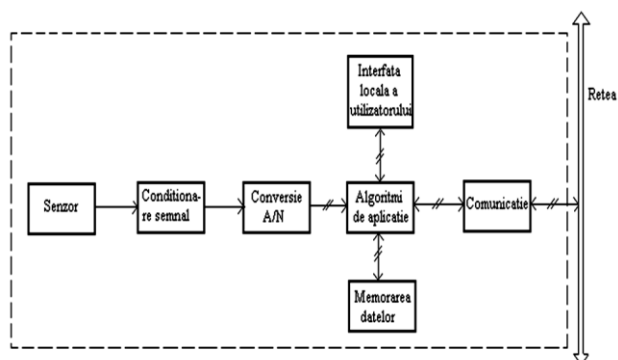 Interfata
locala a
utilizatorului
Retea
Senzor
Conditiona-
re semnal
Conversie
A/N
Algoritmi
de aplicatie
Comunicatie
Memorarea
datelor